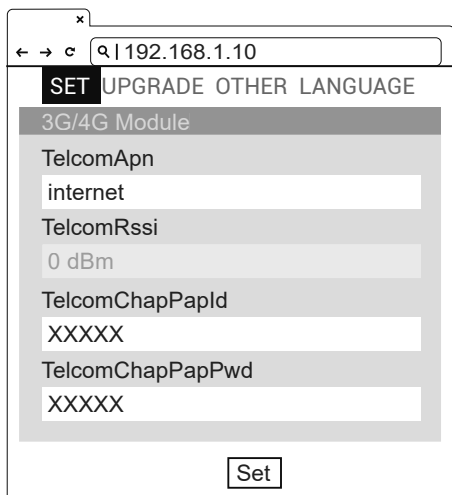 192.168.1.10
SET UPGRADE OTHER LANGUAGE
3G/4G Module
TelcomApn
internet
TelcomRssi
0 dBm
TelcomChapPapId
XXXXX
TelcomChapPapPwd
XXXXX
Set